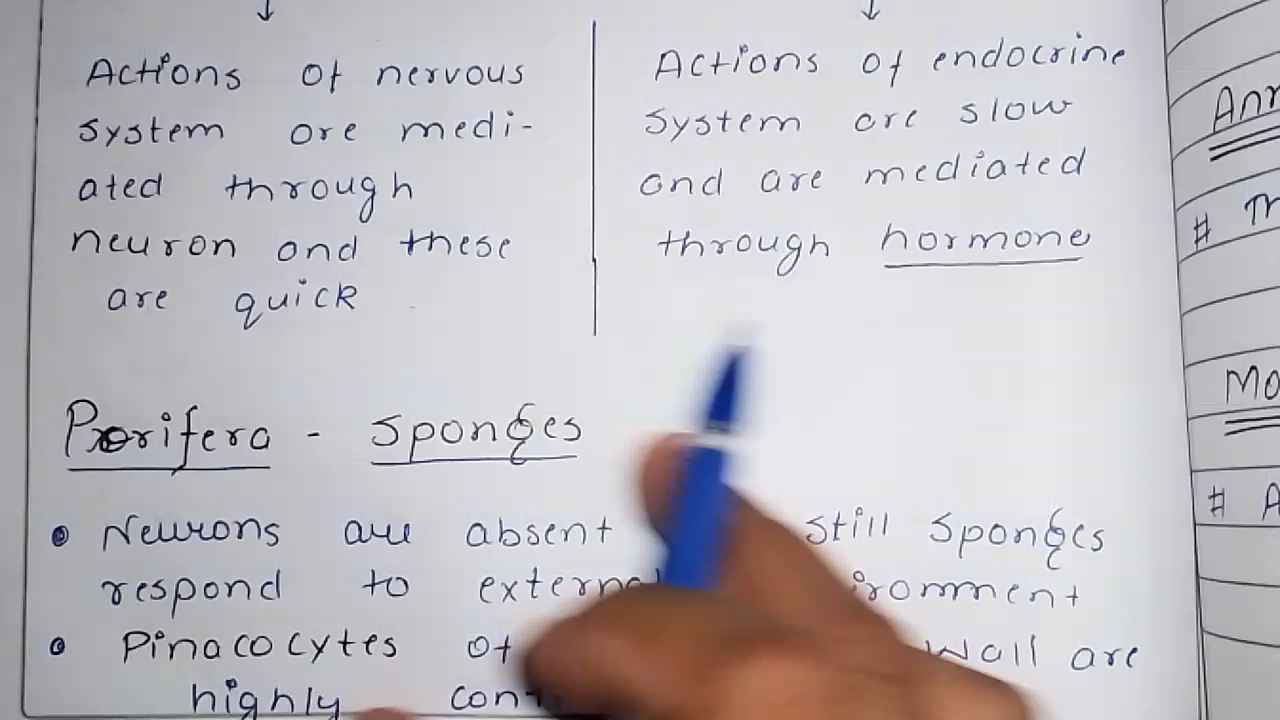 Actions of nervous
system are medi-
ated through
neuron and these
are quick
Actions of endocrine
system are slow
and are mediated
through hormone
Porifera - Sponges
Neurons are absent still sponges
respond to
Pinacocytes of wall are
highly
#
#